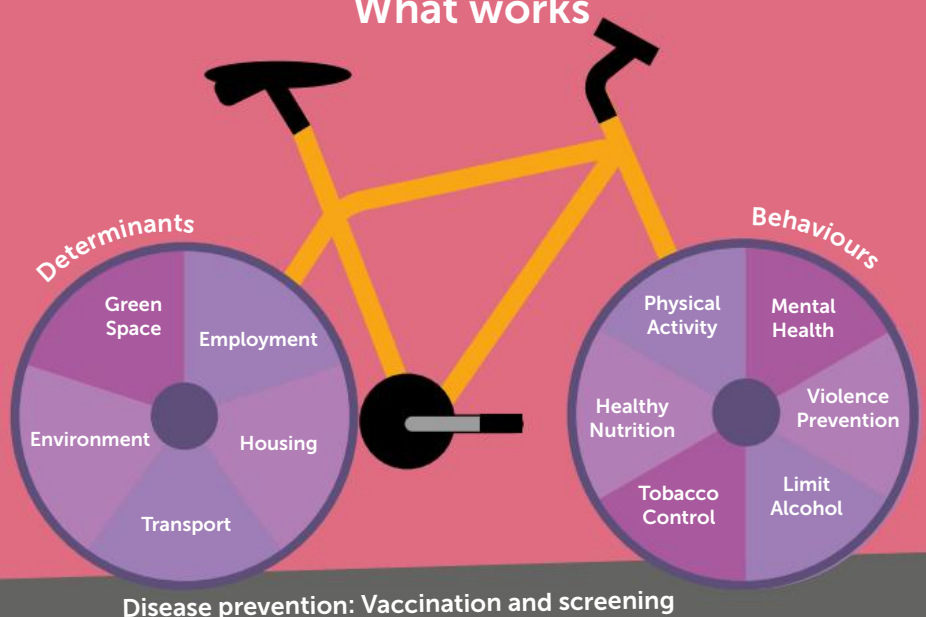 What works
Determinants
Green
Space
Employment
Environment
Housing
Transport
Behaviours
Physical
Activity
Mental
Health
Healthy
Nutrition
Violence
Prevention
Tobacco
Control
Limit
Alcohol
Disease prevention: Vaccination and screening